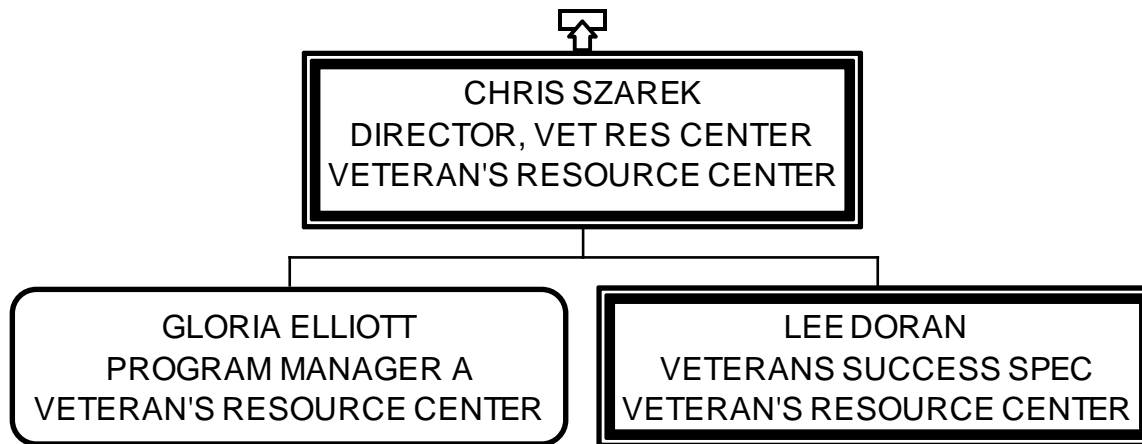 CHRIS SZAREK
DIRECTOR, VET RES CENTER
VETERAN'S RESOURCE CENTER
GLORIA ELLIOTT
PROGRAM MANAGER A
VETERAN'S RESOURCE CENTER
LEE DORAN
VETERANS SUCCESS SPEC
VETERAN'S RESOURCE CENTER